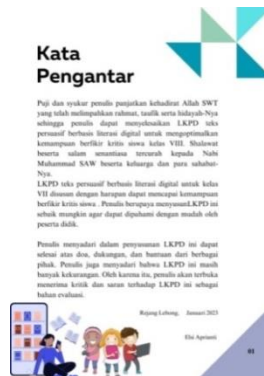 Kata
Pengantar
Puji dan syukur penulis panjatkan kehadirat Allah SWT
yang telah melimpahkan rahmat, taufik serta hidayah-Nya
sehingga penulis dapat menyelesaikan LKPD teks
persuasif berbasis literasi digital untuk mengoptimalkan
kemampuan berfikir kritis siswa kelas VIII. Shalawat
beserta salam senantiasa tercurah kepada Nabi
Muhammad SAW beserta keluarga dan para sahabat-
Nya.
LKPD teks persuasif berbasis literasi digital untuk kelas
VII disusun dengan harapan dapat mencapai kemampuan
berfikir kritis siswa . Penulis berupaya menyusunLKPD ini
sebaik mungkin agar dapat dipahami dengan mudah oleh
peserta didik.
Penulis menyadari dalam penyusunan LKPD ini dapat
selesai atas doa, dukungan, dan bantuan dari berbagai
pihak. Penulis juga menyadari bahwa LKPD ini masih
banyak kekurangan. Oleh karena itu, penulis akan terbuka
menerima kritik dan saran terhadap LKPD ini sebagai
bahan evaluasi.
Rejang Lebong, Januari 2023
Elsi Aprianti
01